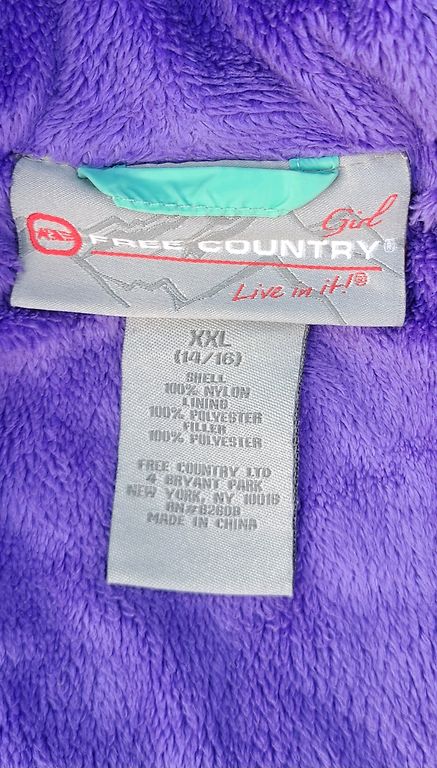 Girl
FREE COUNTRY®
Live in it!®
XXL
(14/16)
SHELL
100% NYLON
LINING
100% POLYESTER
FILLER
100% POLYESTER
FREE COUNTRY LTD
4 BRYANT PARK
NEW YORK, NY 10018
RN#82608
MADE IN CHINA